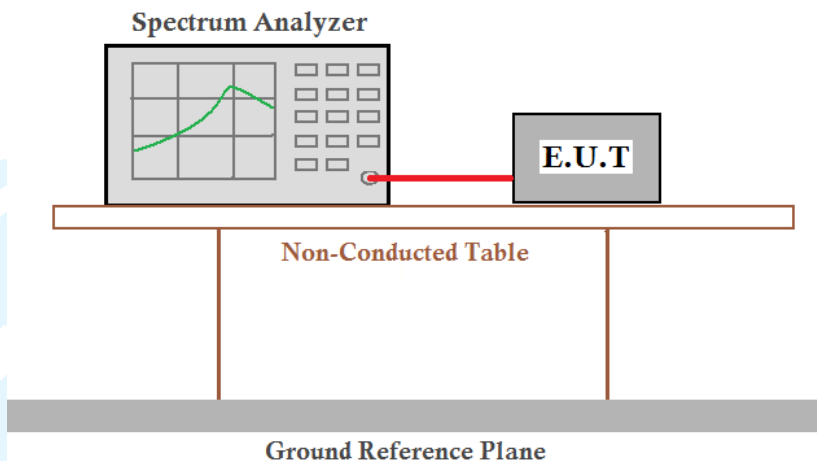 Spectrum Analyzer
E.U.T
Non-Conducted Table
Ground Reference Plane